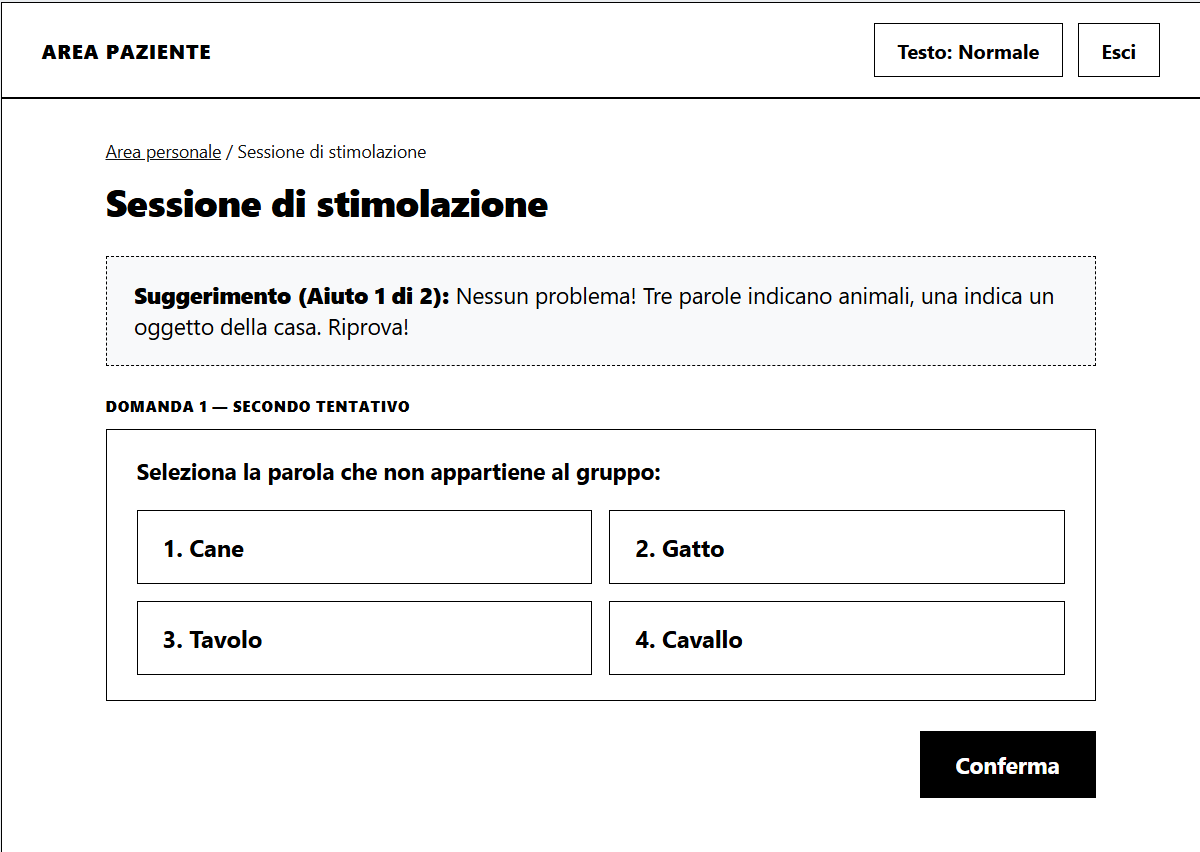 AREA PAZIENTE
Testo: Normale
Esci
Area personale / Sessione di stimolazione
Sessione di stimolazione
Suggerimento (Aiuto 1 di 2): Nessun problema! Tre parole indicano animali, una indica un
oggetto della casa. Riprova!
DOMANDA 1 — SECONDO TENTATIVO
Seleziona la parola che non appartiene al gruppo:
1. Cane
2. Gatto
3. Tavolo
4. Cavallo
Conferma